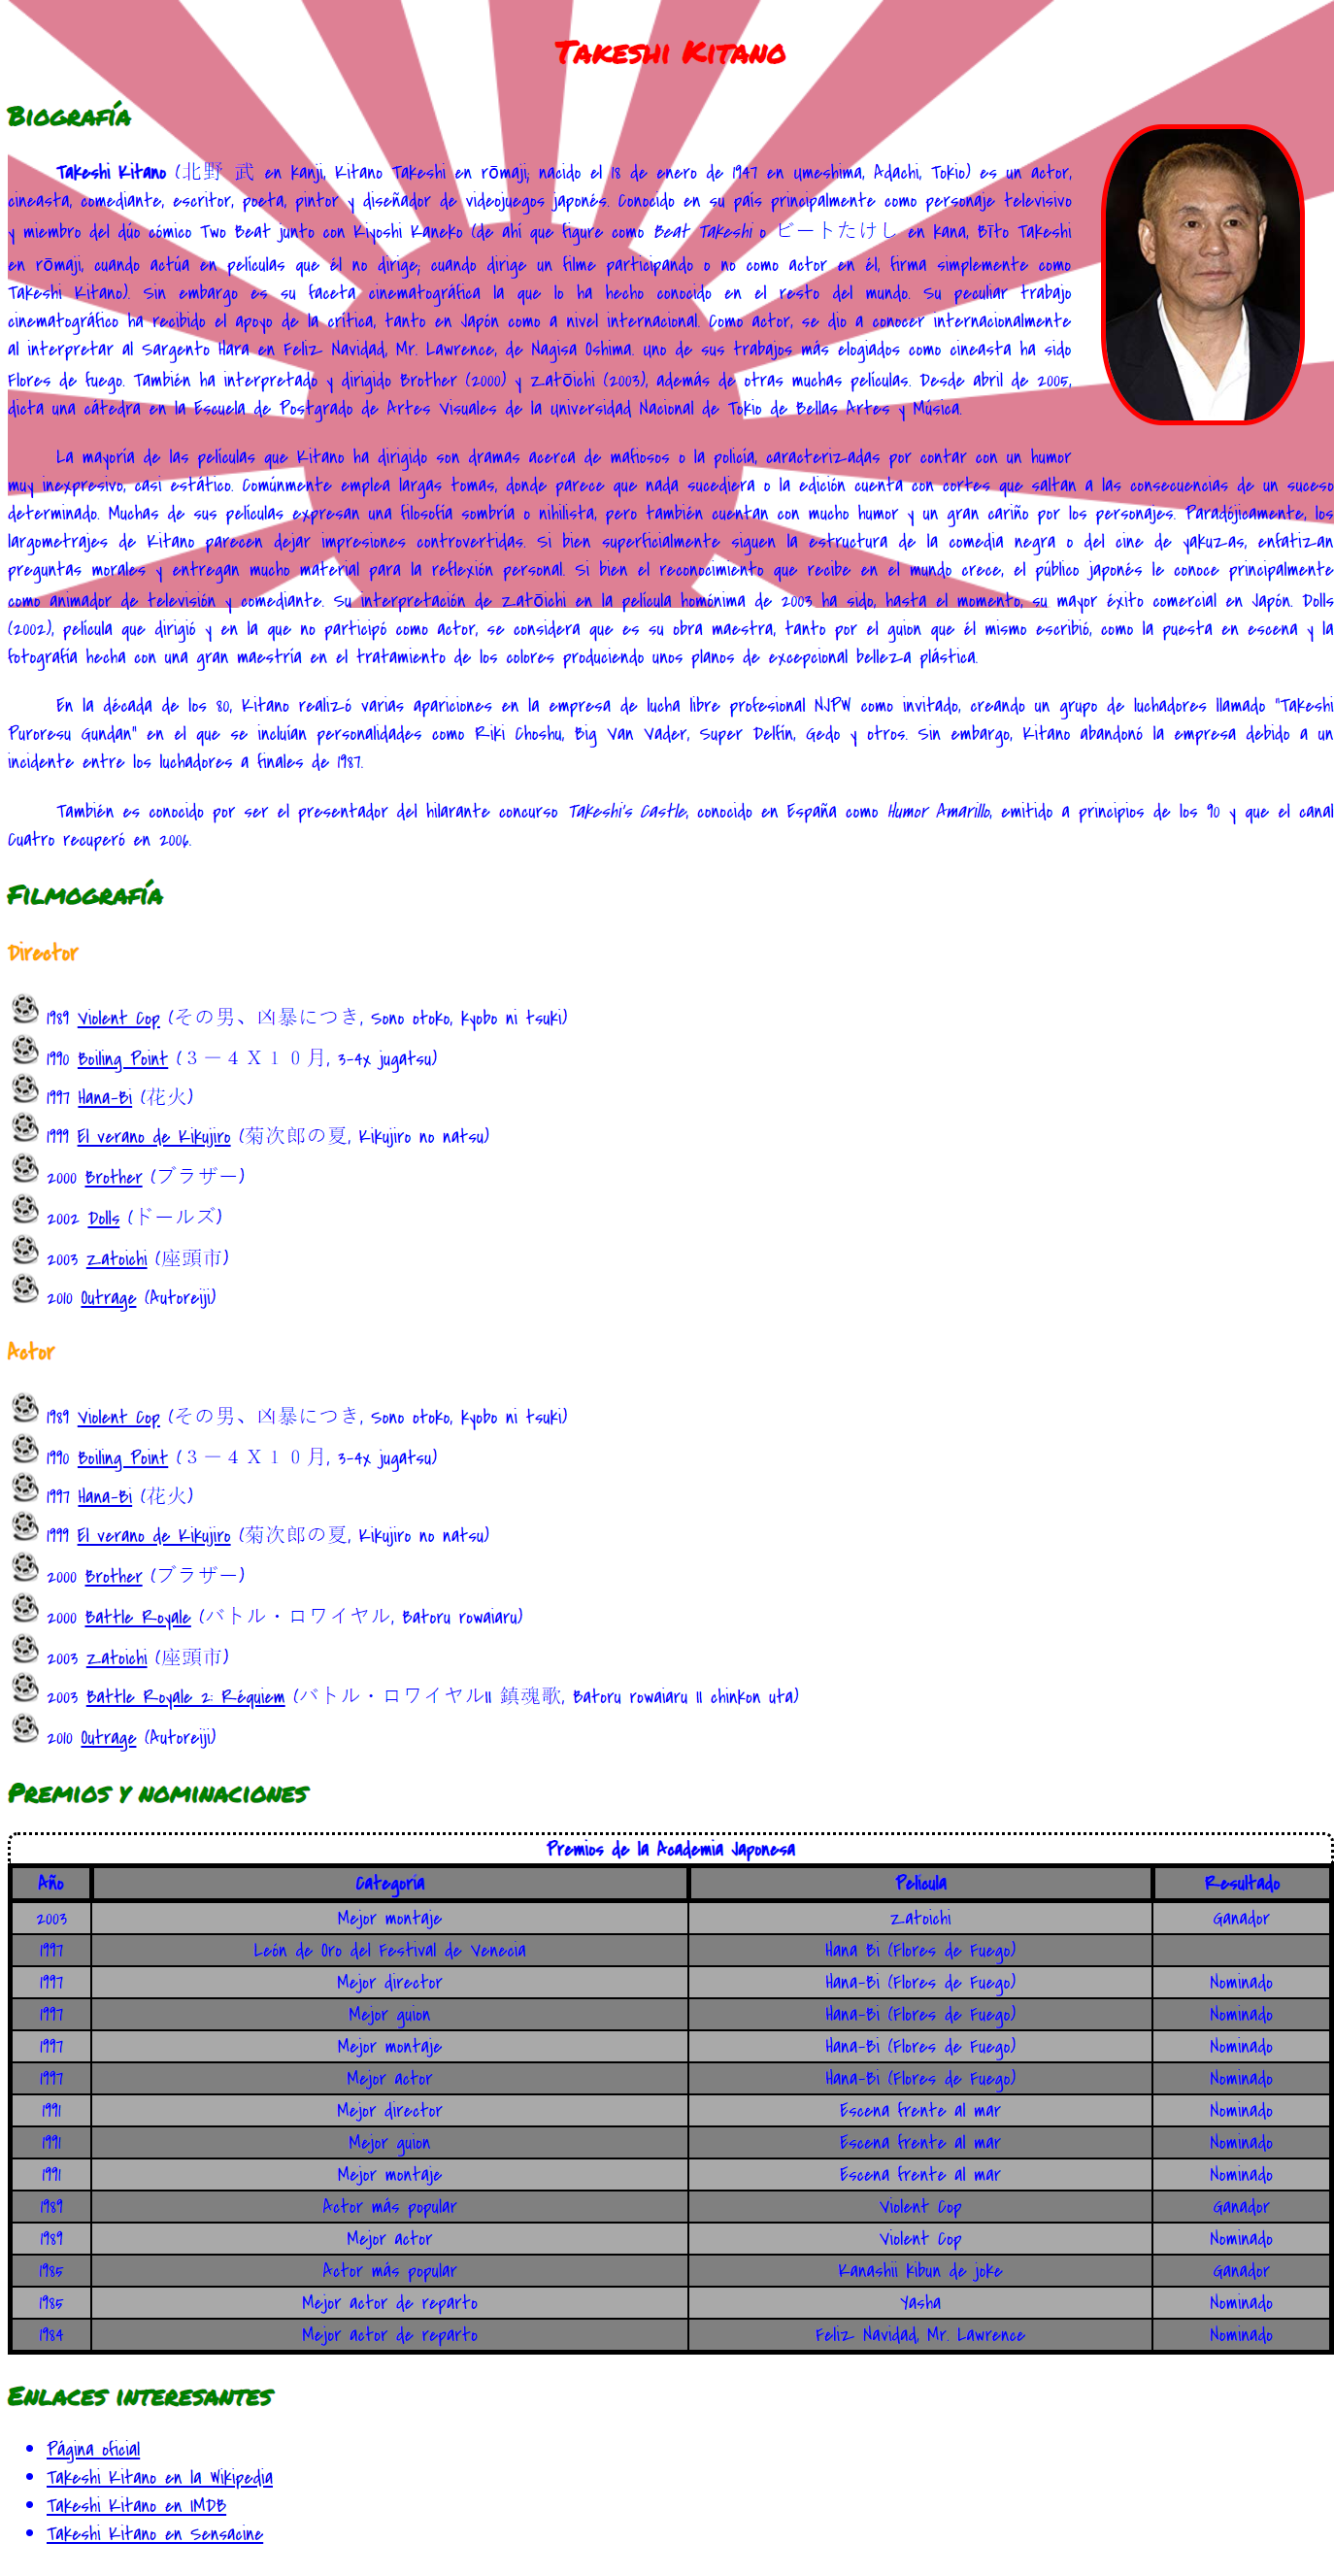 Takeshi Kitano
Biografía
Takeshi Kitano (北野 武 en kanji, Kitano Takeshi en rōmaji; nacido el 18 de enero de 1947 en Umeshima, Adachi, Tokio) es un actor,
cineasta, comediante, escritor, poeta, pintor y diseñador de videojuegos japonés. Conocido en su país principalmente como personaje televisivo
y miembro del dúo cómico Two Beat junto con Kiyoshi Kaneko (de ahí que figure como Beat Takeshi o ビートたけし en kana, Bīto Takeshi
en rōmaji, cuando actúa en películas que él no dirige; cuando dirige un filme participando o no como actor en él, firma simplemente como
Takeshi Kitano). Sin embargo es su faceta cinematográfica la que lo ha hecho conocido en el resto del mundo. Su peculiar trabajo
cinematográfico ha recibido el apoyo de la crítica, tanto en Japón como a nivel internacional. Como actor, se dio a conocer internacionalmente
al interpretar al Sargento Hara en Feliz Navidad, Mr. Lawrence, de Nagisa Oshima. Uno de sus trabajos más elogiados como cineasta ha sido
Flores de fuego. También ha interpretado y dirigido Brother (2000) y Zatōichi (2003), además de otras muchas películas. Desde abril de 2005,
dicta una cátedra en la Escuela de Postgrado de Artes Visuales de la Universidad Nacional de Tokio de Bellas Artes y Música.
La mayoría de las películas que Kitano ha dirigido son dramas acerca de mafiosos o la policía, caracterizadas por contar con un humor
muy inexpresivo, casi estático. Comúnmente emplea largas tomas, donde parece que nada sucediera o la edición cuenta con cortes que saltan a las consecuencias de un suceso
determinado. Muchas de sus películas expresan una filosofía sombría o nihilista, pero también cuentan con mucho humor y un gran cariño por los personajes. Paradójicamente, los
largometrajes de Kitano parecen dejar impresiones controvertidas. Si bien superficialmente siguen la estructura de la comedia negra o del cine de yakuzas, enfatizan
preguntas morales y entregan mucho material para la reflexión personal. Si bien el reconocimiento que recibe en el mundo crece, el público japonés le conoce principalmente
como animador de televisión y comediante. Su interpretación de Zatōichi en la película homónima de 2003 ha sido, hasta el momento, su mayor éxito comercial en Japón. Dolls
(2002), película que dirigió y en la que no participó como actor, se considera que es su obra maestra, tanto por el guion que él mismo escribió, como la puesta en escena y la
fotografía hecha con una gran maestría en el tratamiento de los colores produciendo unos planos de excepcional belleza plástica.
En la década de los 80, Kitano realizó varias apariciones en la empresa de lucha libre profesional NJPW como invitado, creando un grupo de luchadores llamado "Takeshi
Puroresu Gundan" en el que se incluían personalidades como Riki Choshu, Big Van Vader, Super Delfín, Gedo y otros. Sin embargo, Kitano abandonó la empresa debido a un
incidente entre los luchadores a finales de 1987.
También es conocido por ser el presentador del hilarante concurso Takeshi's Castle, conocido en España como Humor Amarillo, emitido a principios de los 90 y que el canal
Cuatro recuperó en 2006.
Filmografía
Director
1989 Violent Cop (その男、凶暴につき, Sono otoko, kyobo ni tsuki)
1990 Boiling Point (３－４Ｘ１０月, 3-4x jugatsu)
1997 Hana-Bi (花火)
1999 El verano de Kikujiro (菊次郎の夏, Kikujiro no natsu)
2000 Brother (ブラザー)
2002 Dolls (ドールズ)
2003 Zatoichi (座頭市)
2010 Outrage (Autoreiji)
Actor
1989 Violent Cop (その男、凶暴につき, Sono otoko, kyobo ni tsuki)
1990 Boiling Point (３－４Ｘ１０月, 3-4x jugatsu)
1997 Hana-Bi (花火)
1999 El verano de Kikujiro (菊次郎の夏, Kikujiro no natsu)
2000 Brother (ブラザー)
2000 Battle Royale (バトル・ロワイヤル, Batoru rowaiaru)
2003 Zatoichi (座頭市)
2003 Battle Royale 2: Réquiem (バトル・ロワイヤルII 鎮魂歌, Batoru rowaiaru II chinkon uta)
2010 Outrage (Autoreiji)
Premios y nominaciones
Premios de la Academia Japonesa
Año Categoría Película Resultado
2003 Mejor montaje Zatoichi Ganador
1997 León de Oro del Festival de Venecia Hana Bi (Flores de Fuego)
1997 Mejor director Hana-Bi (Flores de Fuego) Nominado
1997 Mejor guion Hana-Bi (Flores de Fuego) Nominado
1997 Mejor montaje Hana-Bi (Flores de Fuego) Nominado
1997 Mejor actor Hana-Bi (Flores de Fuego) Nominado
1991 Mejor director Escena frente al mar Nominado
1991 Mejor guion Escena frente al mar Nominado
1991 Mejor montaje Escena frente al mar Nominado
1989 Actor más popular Violent Cop Ganador
1989 Mejor actor Violent Cop Nominado
1985 Actor más popular Kanashii kibun de joke Ganador
1985 Mejor actor de reparto Yasha Nominado
1984 Mejor actor de reparto Feliz Navidad, Mr. Lawrence Nominado
Enlaces interesantes
Página oficial
Takeshi Kitano en la Wikipedia
Takeshi Kitano en IMDB
Takeshi Kitano en Sensacine